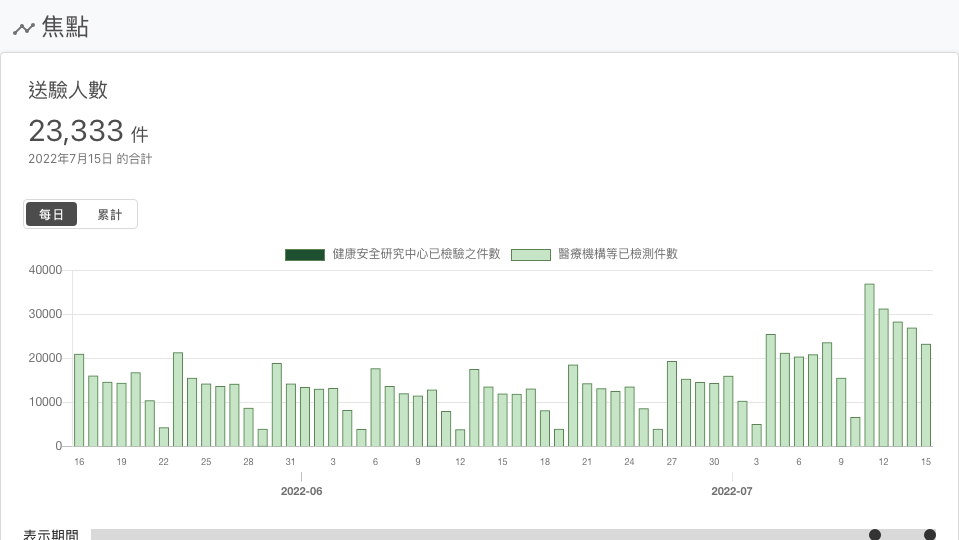 焦點
送驗人數
23,333 件
2022年7月15日 的合計
每日 累計
健康安全研究中心已檢驗之件數 醫療機構等已檢測件數
40000
30000
20000
10000
0
16 19 22 25 28 31 3 6 9 12 15 18 21 24 27 30 3 6 9 12 15
2022-06 2022-07
表示期間